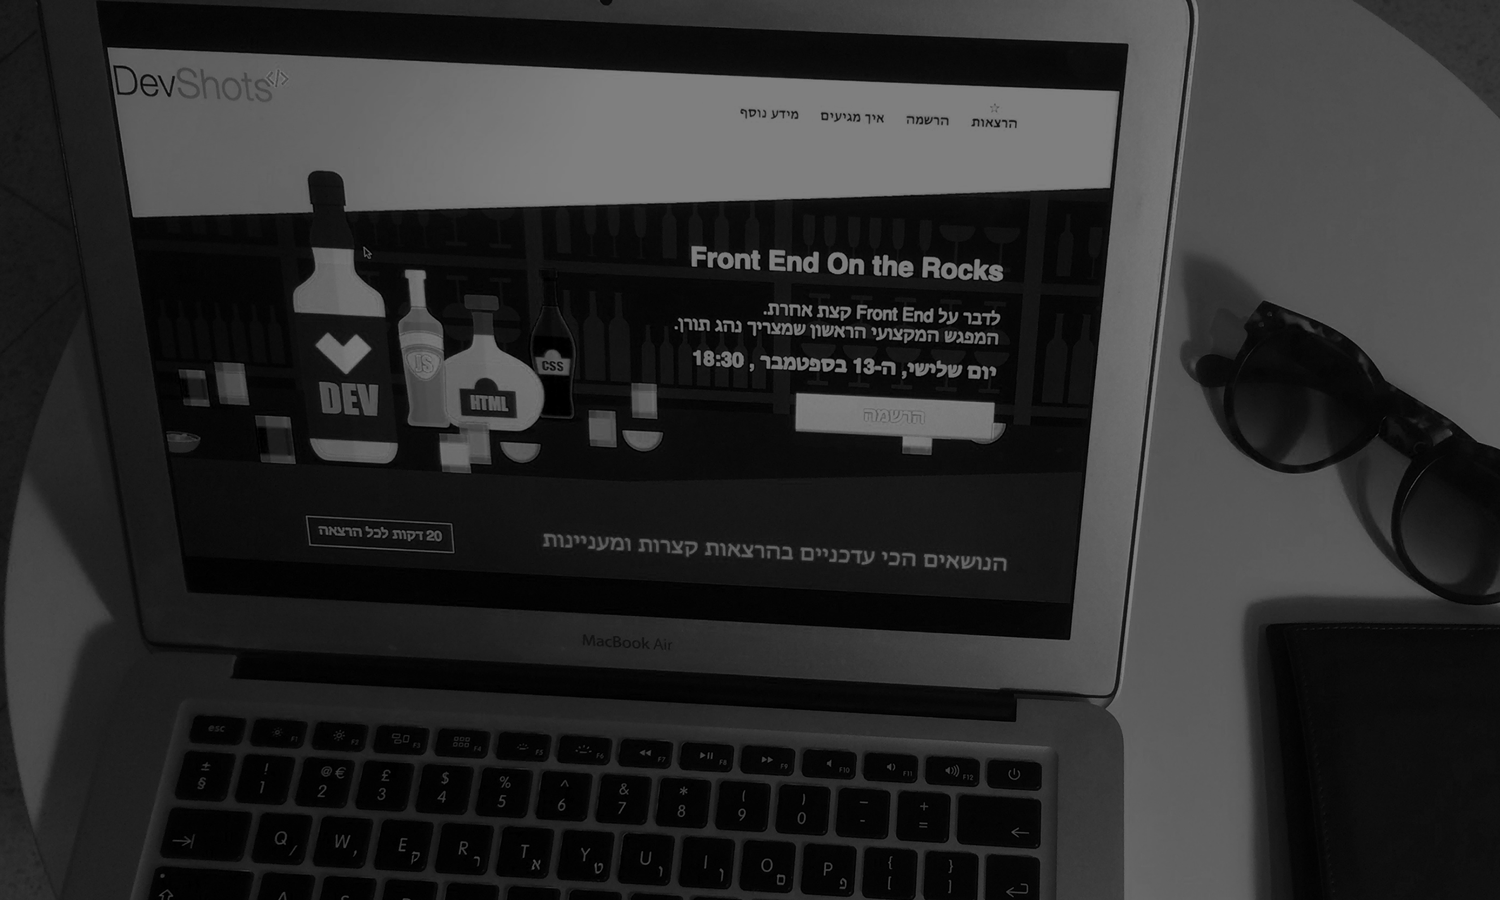 DevShots </>
הרצאות הרשמה איך מגיעים מידע נוסף
Front End On the Rocks
לדבר על Front End קצת אחרת.
המפגש המקצועי הראשון שמצריך נהג תורן.
יום שלישי, ה-13 בספטמבר , 18:30
הרשמה
DEV
JS
HTML
CSS
הנושאים הכי עדכניים בהרצאות קצרות ומעניינות
20 דקות לכל הרצאה
MacBook Air
esc F1 F2 F3 F4 F5 F6 F7 F8 F9 F10 F11 F12
± ! @ € £ $ % ^ & * ( ) _ +
§ 1 2 3 4 5 6 7 8 9 0 - =
Q / W , E ק R ר T א Y ט U ו I ן O ם P פ { [ } ]